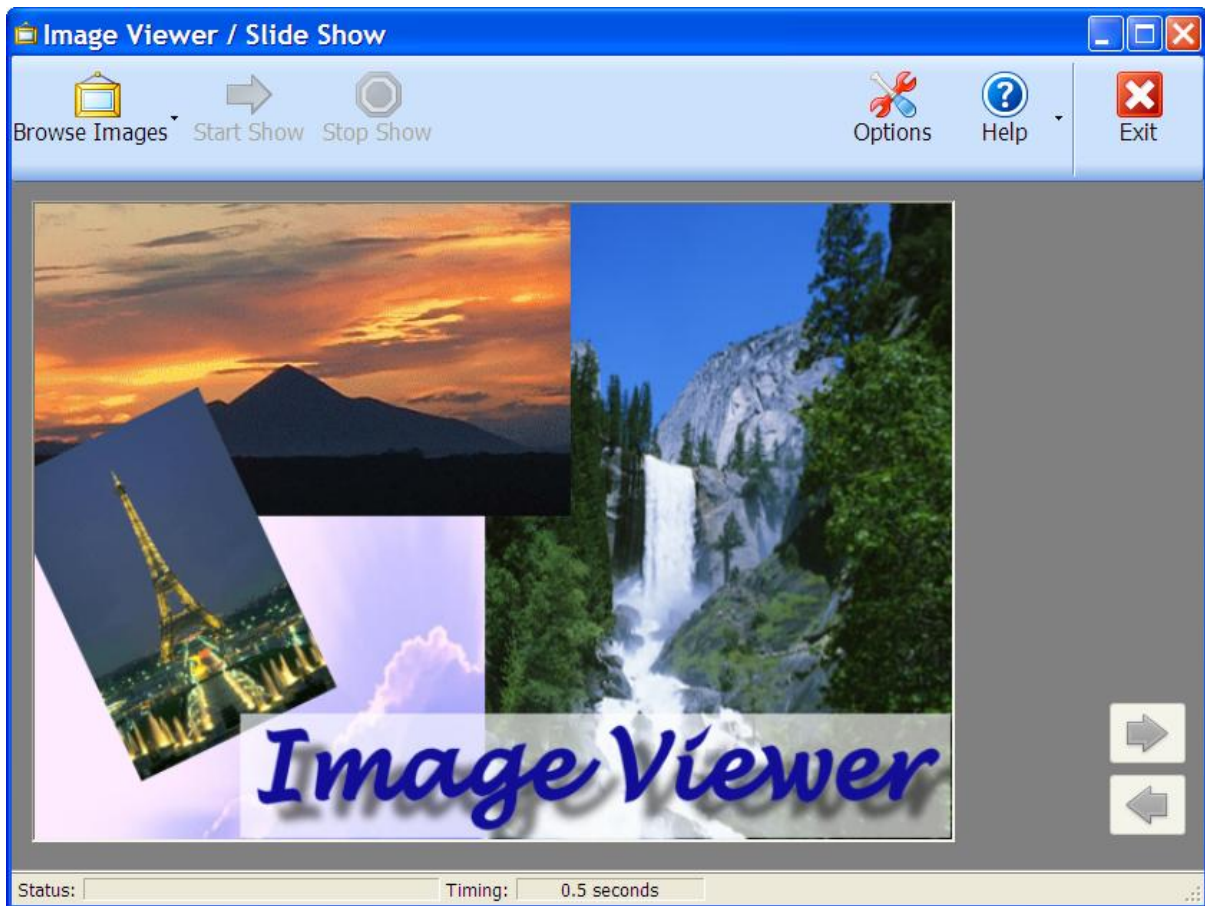 Image Viewer / Slide Show
Browse Images Start Show Stop Show Options Help Exit
Image Viewer
Status: Timing: 0.5 seconds